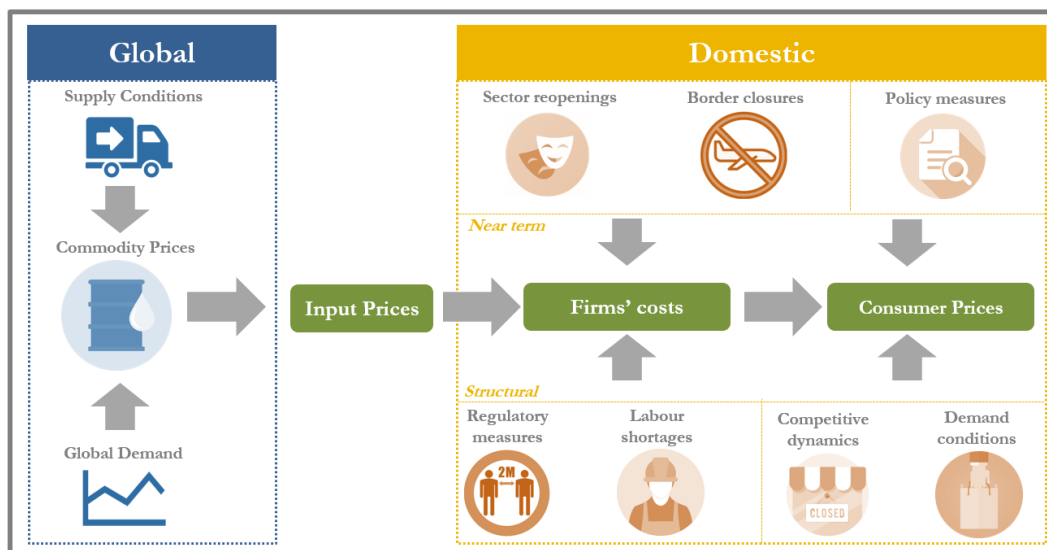 Global
Domestic
Supply Conditions
Sector reopenings
Border closures
Policy measures
Near term
Commodity Prices
Input Prices
Firms' costs
Consumer Prices
Structural
Regulatory
measures
Labour
shortages
Competitive
dynamics
Demand
conditions
Global Demand
2M
CLOSED